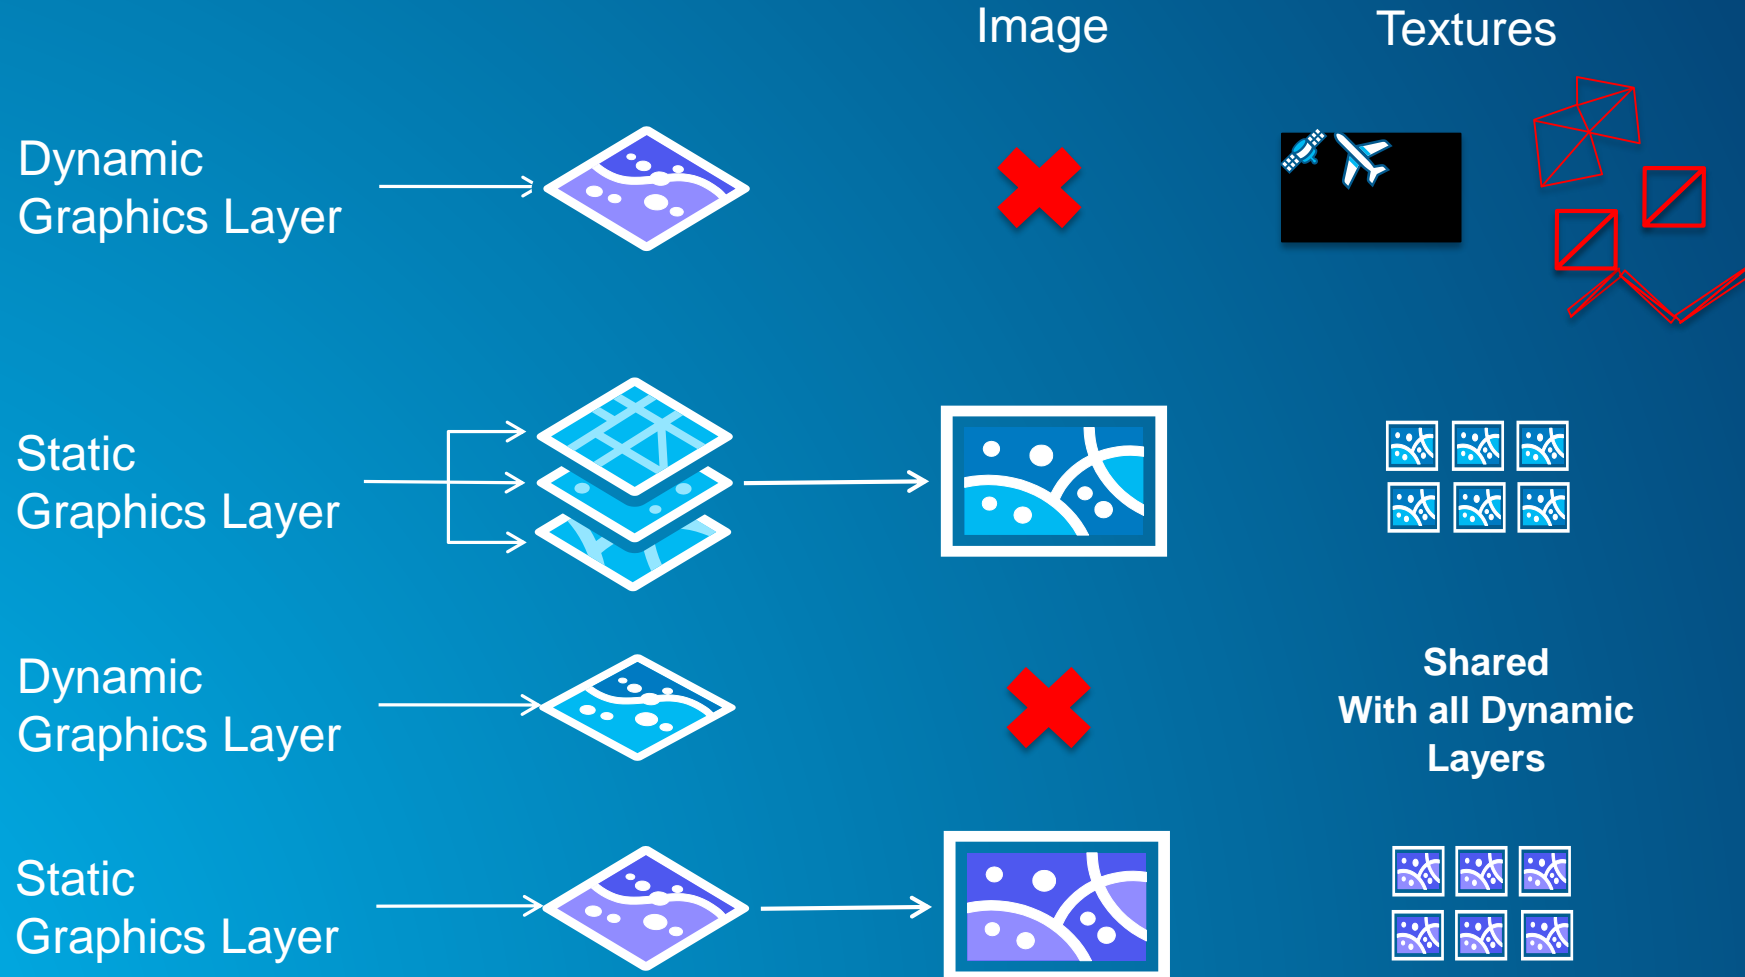 Image
Textures
Dynamic
Graphics Layer
Static
Graphics Layer
Dynamic
Graphics Layer
Shared
With all Dynamic
Layers
Static
Graphics Layer